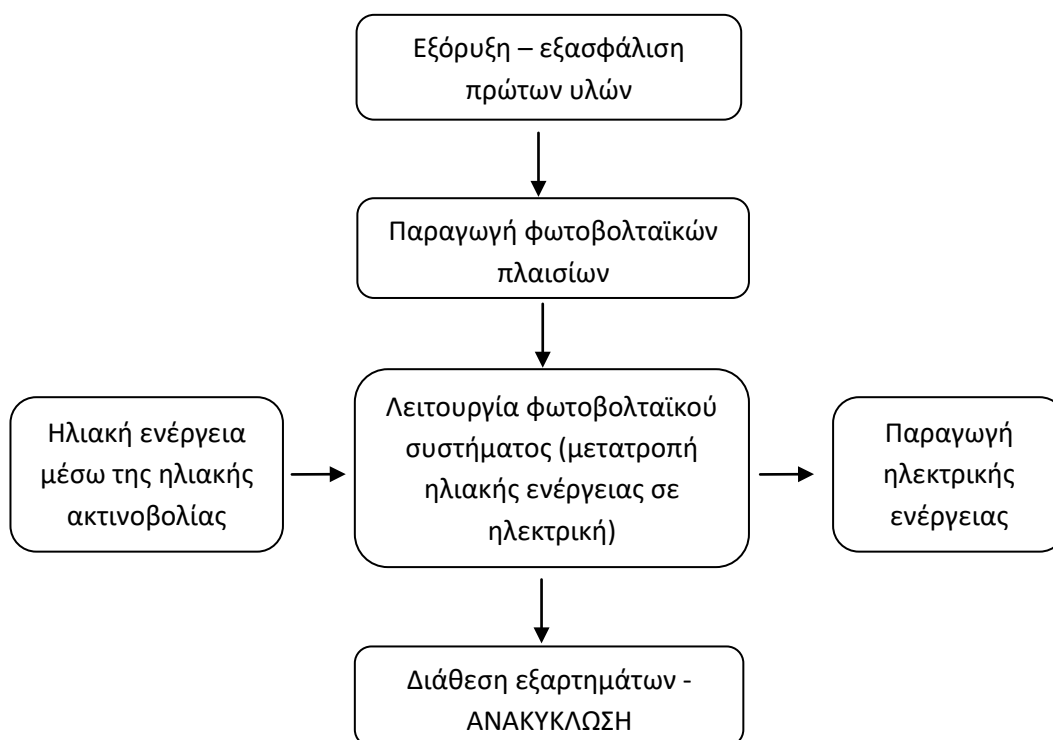 Εξόρυξη – εξασφάλιση
πρώτων υλών
Παραγωγή φωτοβολταϊκών
πλαισίων
Ηλιακή ενέργεια
μέσω της ηλιακής
ακτινοβολίας
Λειτουργία φωτοβολταϊκού
συστήματος (μετατροπή
ηλιακής ενέργειας σε
ηλεκτρική)
Παραγωγή
ηλεκτρικής
ενέργειας
Διάθεση εξαρτημάτων -
ΑΝΑΚΥΚΛΩΣΗ